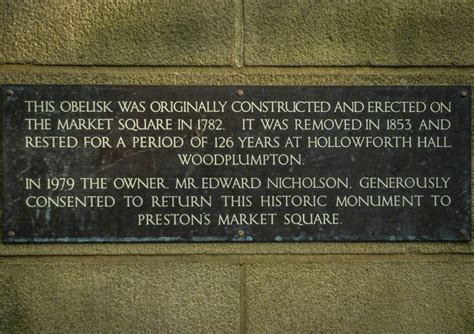 THIS OBELISK WAS ORIGINALLY CONSTRUCTED AND ERECTED ON
THE MARKET SQUARE IN 1782. IT WAS REMOVED IN 1853 AND
RESTED FOR A PERIOD OF 126 YEARS AT HOLLOWFORTH HALL
WOODPLUMPTON.
IN 1979 THE OWNER, MR. EDWARD NICHOLSON, GENEROUSLY
CONSENTED TO RETURN THIS HISTORIC MONUMENT TO
PRESTON'S MARKET SQUARE.